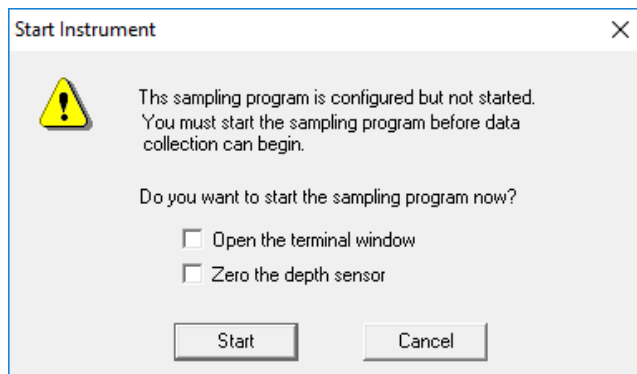 Start Instrument
Ths sampling program is configured but not started.
You must start the sampling program before data
collection can begin.
Do you want to start the sampling program now?
Open the terminal window
Zero the depth sensor
Start
Cancel